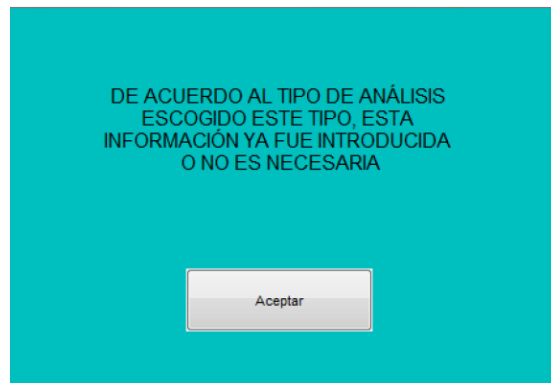 DE ACUERDO AL TIPO DE ANÁLISIS
ESCOGIDO ESTE TIPO, ESTA
INFORMACIÓN YA FUE INTRODUCIDA
O NO ES NECESARIA
Aceptar